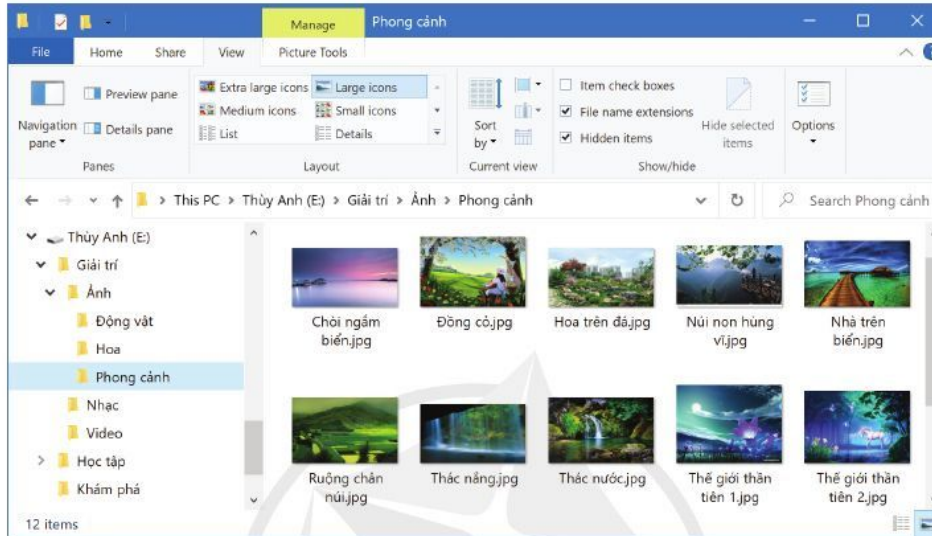 Manage
Phong cảnh
File
Home
Share
View
Picture Tools
Navigation pane
Preview pane
Details pane
Panes
Extra large icons
Large icons
Medium icons
Small icons
List
Details
Layout
Sort by
Current view
Item check boxes
File name extensions
Hidden items
Hide selected items
Show/hide
Options
This PC > Thùy Anh (E:) > Giải trí > Ảnh > Phong cảnh
Search Phong cảnh
Thùy Anh (E:)
Giải trí
Ảnh
Động vật
Hoa
Phong cảnh
Nhạc
Video
Học tập
Khám phá
Chòi ngắm
biển.jpg
Đồng cỏ.jpg
Hoa trên đá.jpg
Núi non hùng
vĩ.jpg
Nhà trên
biển.jpg
Ruộng chân
núi.jpg
Thác nắng.jpg
Thác nước.jpg
Thế giới thần
tiên 1.jpg
Thế giới thần
tiên 2.jpg
12 items